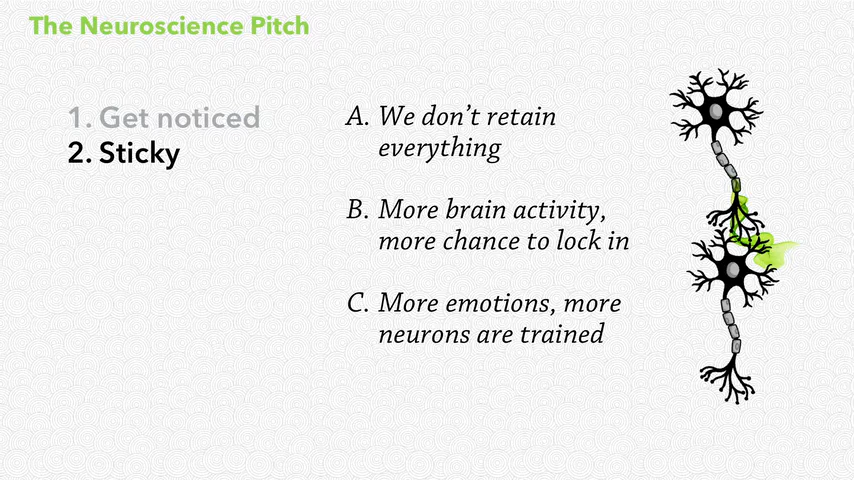 The Neuroscience Pitch
1. Get noticed
2. Sticky
A. We don’t retain
everything
B. More brain activity,
more chance to lock in
C. More emotions, more
neurons are trained